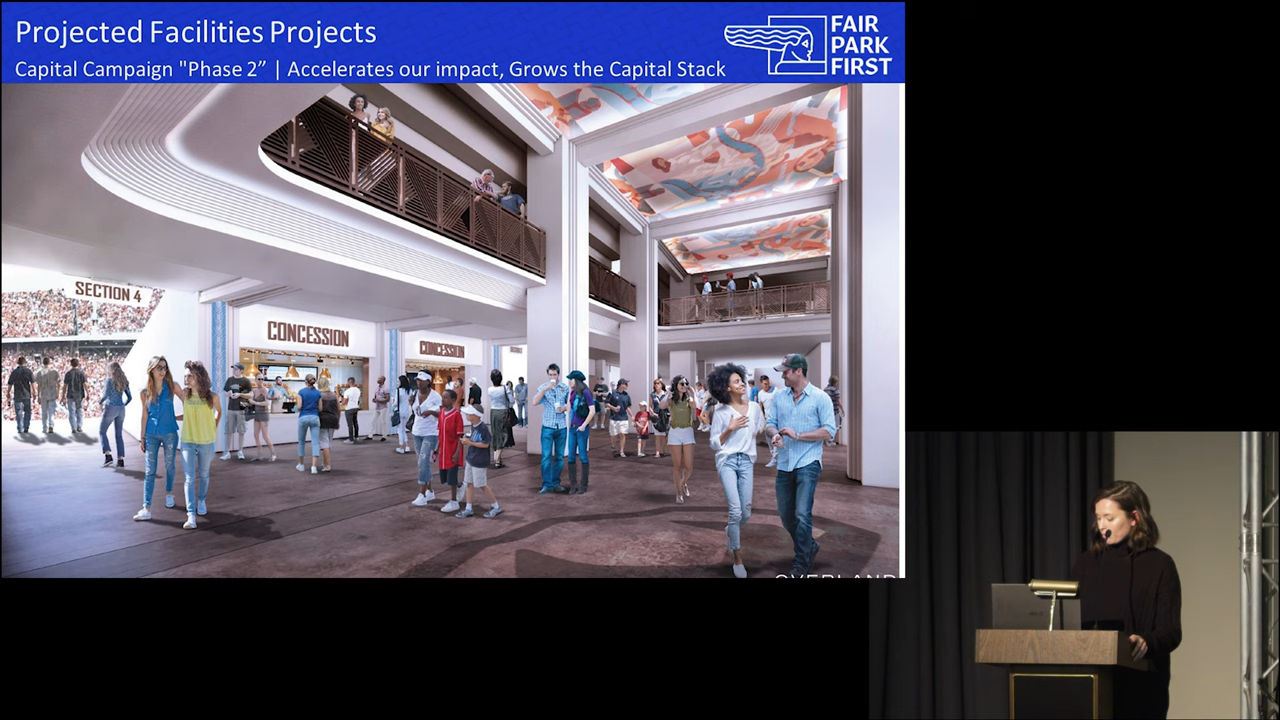 Projected Facilities Projects
Capital Campaign "Phase 2” | Accelerates our impact, Grows the Capital Stack
FAIR
PARK
FIRST
SECTION 4
CONCESSION
CONCESSION
OVERLAND